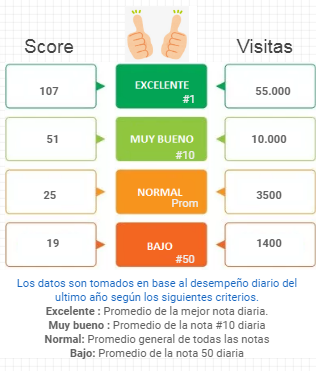 Score Visitas
107 EXCELENTE 55.000
#1
51 MUY BUENO 10.000
#10
25 NORMAL 3500
Prom
19 BAJO 1400
#50
Los datos son tomados en base al desempeño diario del
ultimo año según los siguientes criterios.
Excelente : Promedio de la mejor nota diaria.
Muy bueno : Promedio de la nota #10 diaria
Normal: Promedio general de todas las notas
Bajo: Promedio de la nota 50 diaria